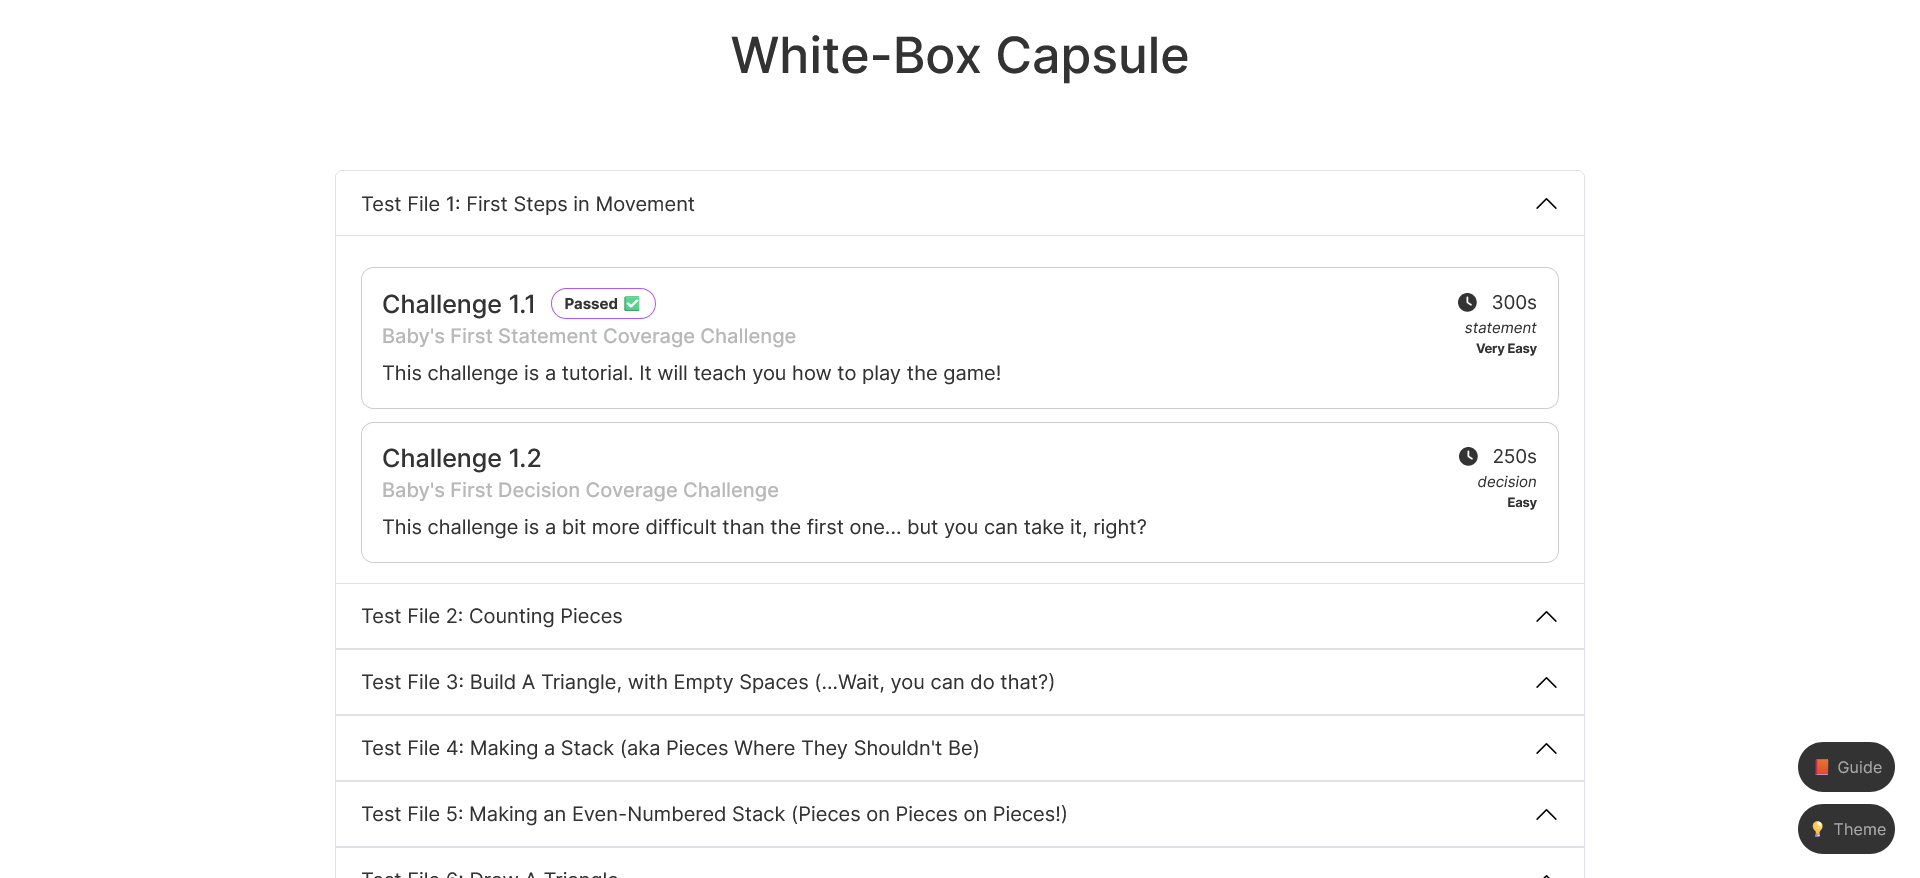 White-Box Capsule
Test File 1: First Steps in Movement
Challenge 1.1 Passed ✅
300s
Baby's First Statement Coverage Challenge
statement
Very Easy
This challenge is a tutorial. It will teach you how to play the game!
Challenge 1.2
250s
Baby's First Decision Coverage Challenge
decision
Easy
This challenge is a bit more difficult than the first one... but you can take it, right?
Test File 2: Counting Pieces
Test File 3: Build A Triangle, with Empty Spaces (...Wait, you can do that?)
Test File 4: Making a Stack (aka Pieces Where They Shouldn't Be)
Guide
Test File 5: Making an Even-Numbered Stack (Pieces on Pieces on Pieces!)
Theme
Test File 6: Draw A Triangle